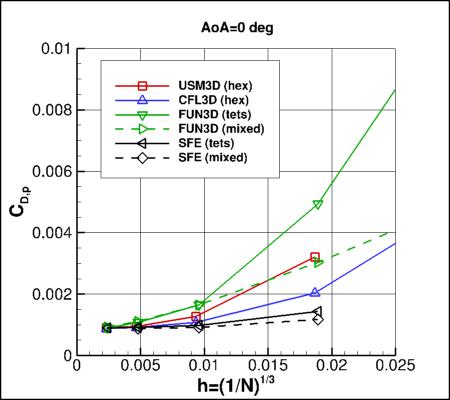 AoA=0 deg
0.01
0.008
0.006
0.004
0.002
0
C_D,p
USM3D (hex)
CFL3D (hex)
FUN3D (tets)
FUN3D (mixed)
SFE (tets)
SFE (mixed)
0 0.005 0.01 0.015 0.02 0.025
h=(1/N)^1/3